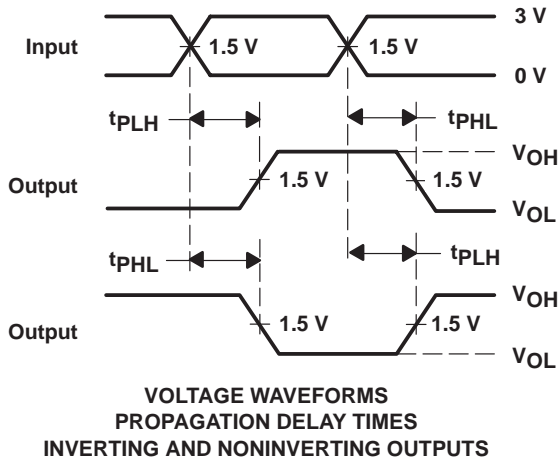 3 V
Input
1.5 V
1.5 V
0 V
tPLH
tPHL
VOH
Output
1.5 V
1.5 V
VOL
tPHL
tPLH
VOH
Output
1.5 V
1.5 V
VOL
VOLTAGE WAVEFORMS
PROPAGATION DELAY TIMES
INVERTING AND NONINVERTING OUTPUTS